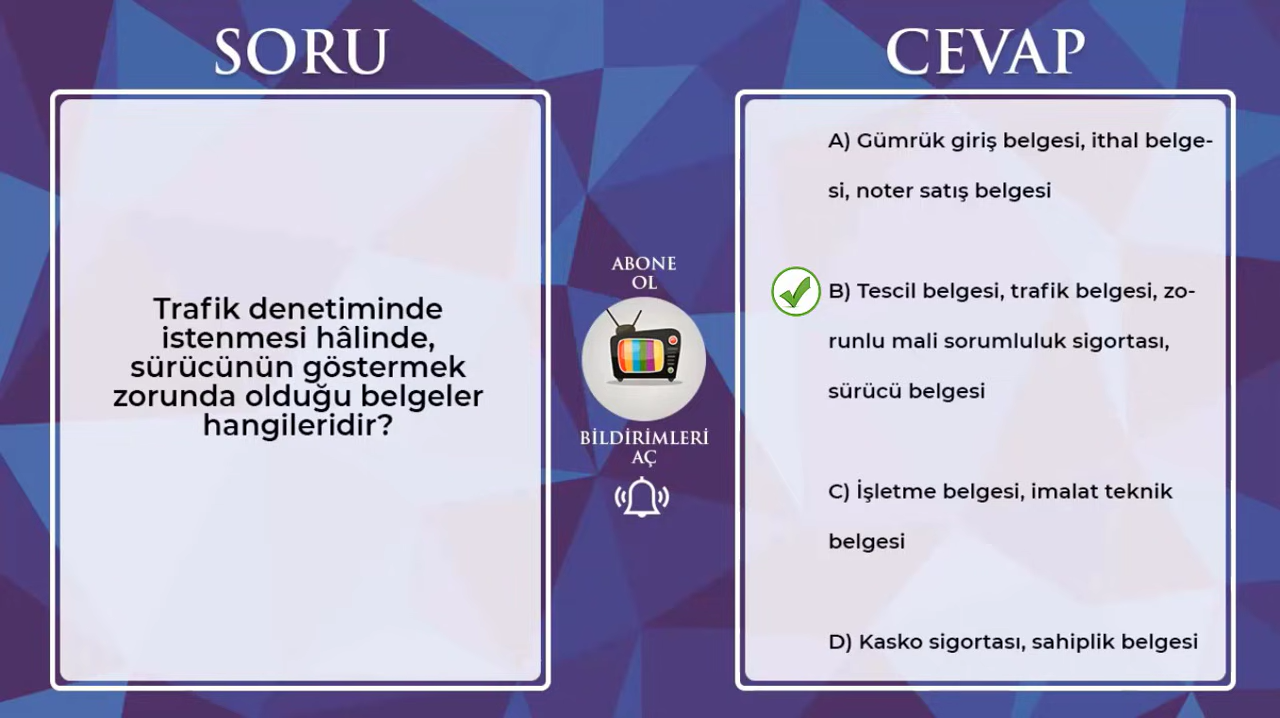 SORU
Trafik denetiminde
istenmesi hâlinde,
sürücünün göstermek
zorunda olduğu belgeler
hangileridir?
ABONE
OL
BİLDİRİMLERİ
AÇ
CEVAP
A) Gümrük giriş belgesi, ithal belge-
si, noter satış belgesi
B) Tescil belgesi, trafik belgesi, zo-
runlu mali sorumluluk sigortası,
sürücü belgesi
C) İşletme belgesi, imalat teknik
belgesi
D) Kasko sigortası, sahiplik belgesi